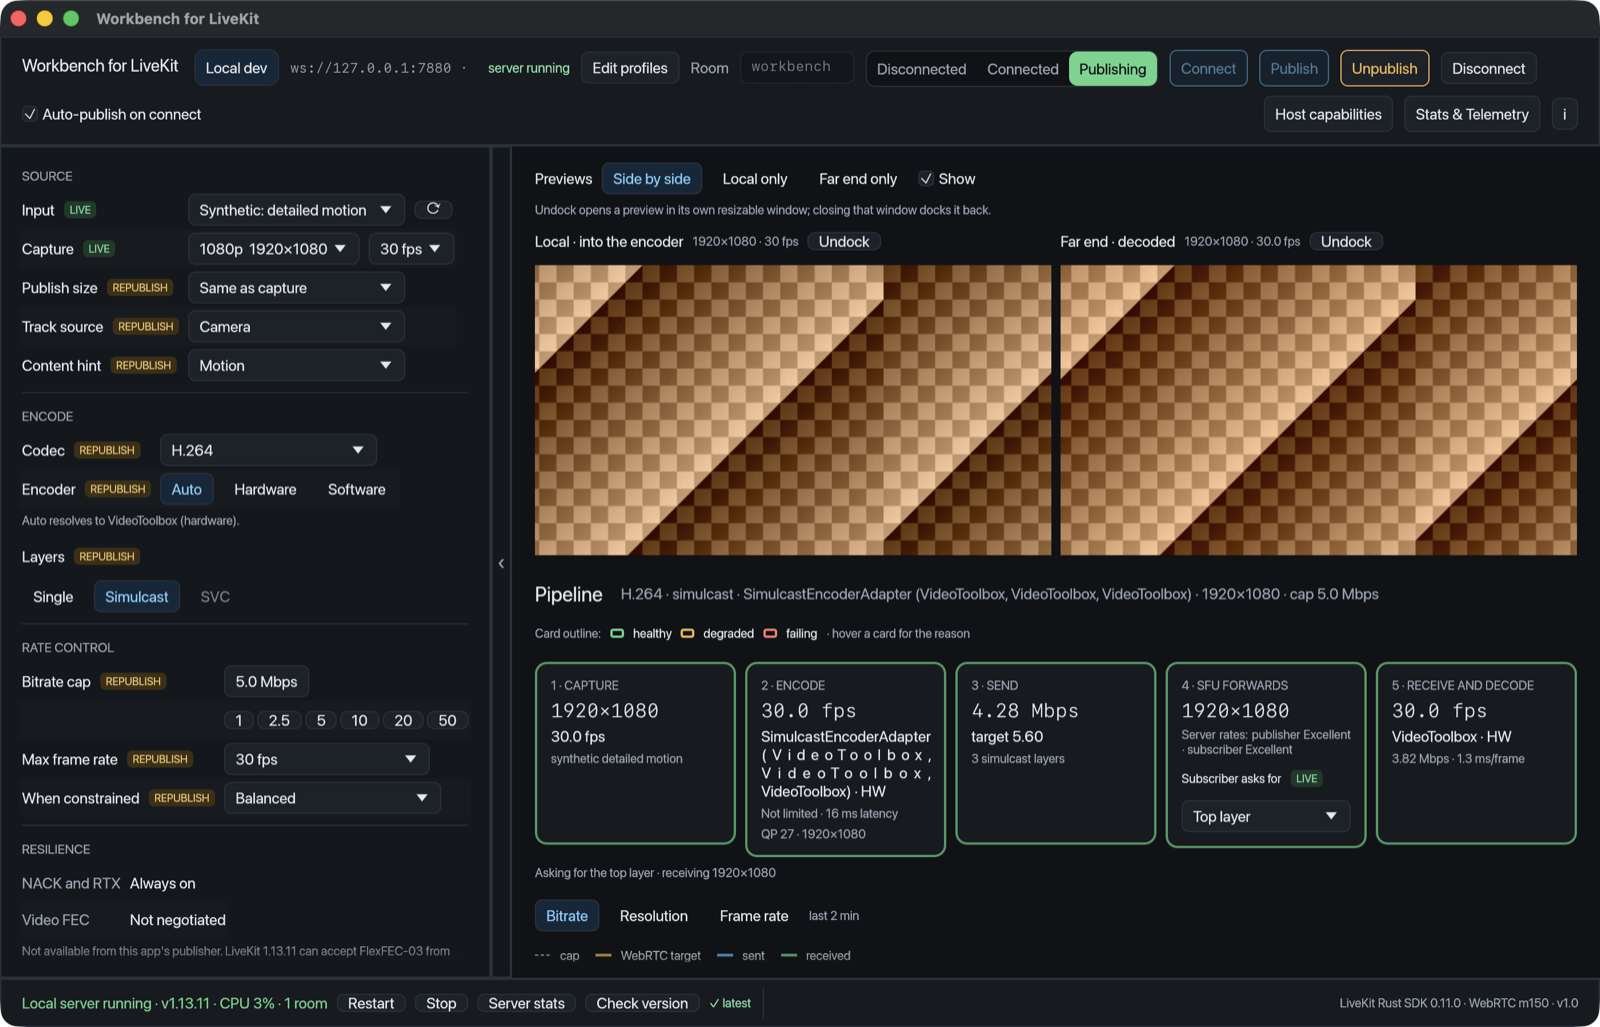 Workbench for LiveKit
Workbench for LiveKit Local dev ws://127.0.0.1:7880 · server running Edit profiles Room workbench Disconnected Connected Publishing Connect Publish Unpublish Disconnect
Auto-publish on connect Host capabilities Stats & Telemetry i
SOURCE
Input LIVE Synthetic: detailed motion
Capture LIVE 1080p 1920×1080 30 fps
Publish size REPUBLISH Same as capture
Track source REPUBLISH Camera
Content hint REPUBLISH Motion
ENCODE
Codec REPUBLISH H.264
Encoder REPUBLISH Auto Hardware Software
Auto resolves to VideoToolbox (hardware).
Layers REPUBLISH
Single Simulcast SVC
RATE CONTROL
Bitrate cap REPUBLISH 5.0 Mbps
1 2.5 5 10 20 50
Max frame rate REPUBLISH 30 fps
When constrained REPUBLISH Balanced
RESILIENCE
NACK and RTX Always on
Video FEC Not negotiated
Not available from this app's publisher. LiveKit 1.13.11 can accept FlexFEC-03 from
Previews Side by side Local only Far end only Show
Undock opens a preview in its own resizable window; closing that window docks it back.
Local · into the encoder 1920×1080 · 30 fps Undock
Far end · decoded 1920×1080 · 30.0 fps Undock
Pipeline H.264 · simulcast · SimulcastEncoderAdapter (VideoToolbox, VideoToolbox, VideoToolbox) · 1920×1080 · cap 5.0 Mbps
Card outline: healthy degraded failing · hover a card for the reason
1 · CAPTURE
1920×1080
30.0 fps
synthetic detailed motion
2 · ENCODE
30.0 fps
SimulcastEncoderAdapter
(VideoToolbox,
VideoToolbox,
VideoToolbox) · HW
Not limited · 16 ms latency
QP 27 · 1920×1080
3 · SEND
4.28 Mbps
target 5.60
3 simulcast layers
4 · SFU FORWARDS
1920×1080
Server rates: publisher Excellent
· subscriber Excellent
Subscriber asks for LIVE
Top layer
5 · RECEIVE AND DECODE
30.0 fps
VideoToolbox · HW
3.82 Mbps · 1.3 ms/frame
Asking for the top layer · receiving 1920×1080
Bitrate Resolution Frame rate last 2 min
cap WebRTC target sent received
Local server running · v1.13.11 · CPU 3% · 1 room Restart Stop Server stats Check version ✓ latest LiveKit Rust SDK 0.11.0 · WebRTC m150 · v1.0